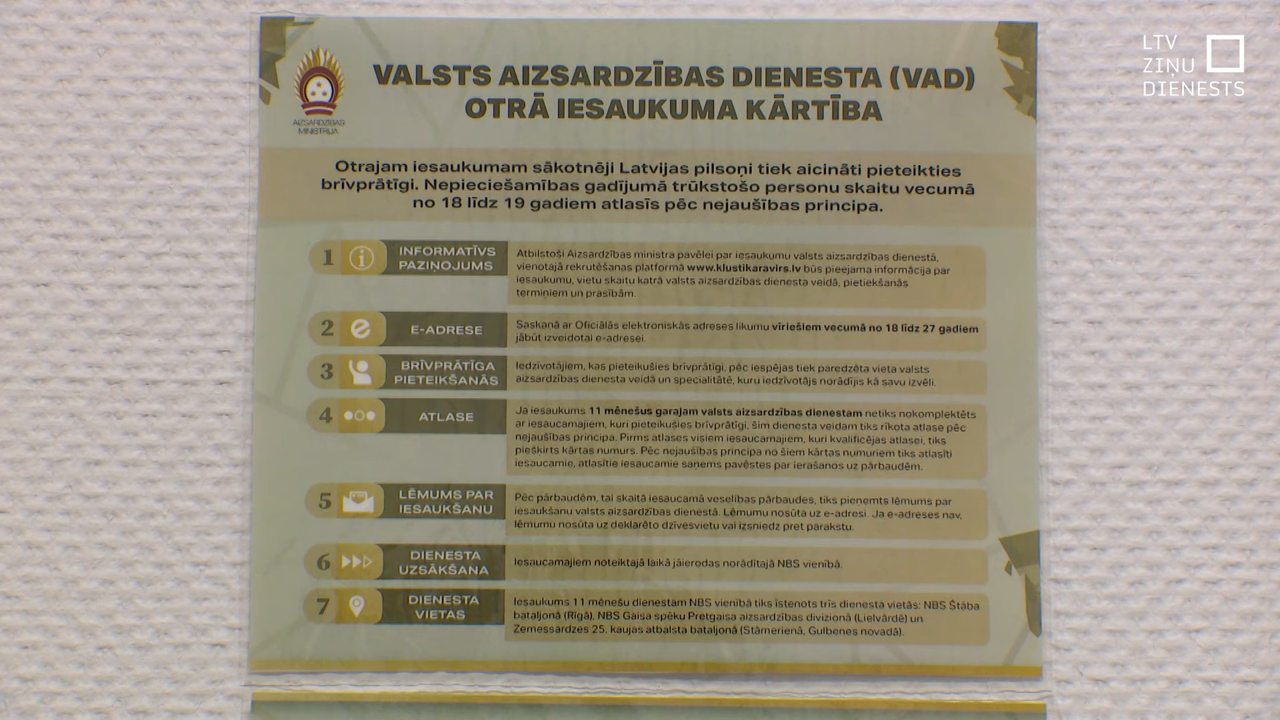 LTV
ZIŅU
DIENESTS
AIZSARDZĪBAS
MINISTRIJA
VALSTS AIZSARDZĪBAS DIENESTA (VAD)
OTRĀ IESAUKUMA KĀRTĪBA
Otrajam iesaukumam sākotnēji Latvijas pilsoņi tiek aicināti pieteikties
brīvprātīgi. Nepieciešamības gadījumā trūkstošo personu skaitu vecumā
no 18 līdz 19 gadiem atlasīs pēc nejaušības principa.
1 INFORMATĪVS
PAZIŅOJUMS
Atbilstoši Aizsardzības ministra pavēlei par iesaukumu valsts aizsardzības dienestā,
vienotajā rekrutēšanas platformā www.klustikaravirs.lv būs pieejama informācija par
iesaukumu, vietu skaitu katrā valsts aizsardzības dienesta veidā, pieteikšanās
termiņiem un prasībām.
2 E-ADRESE
Saskaņā ar Oficiālās elektroniskās adreses likumu vīriešiem vecumā no 18 līdz 27 gadiem
jābūt izveidotai e-adresei.
3 BRĪVPRĀTĪGA
PIETEIKŠANĀS
Iedzīvotājiem, kas pieteikušies brīvprātīgi, pēc iespējas tiek paredzēta vieta valsts
aizsardzības dienesta veidā un specialitātē, kuru iedzīvotājs norādījis kā savu izvēli.
4 ATLASE
Ja iesaukums 11 mēnešus garajam valsts aizsardzības dienestam netiks nokomplektēts
ar iesaucamajiem, kuri pieteikušies brīvprātīgi, šim dienesta veidam tiks rīkota atlase pēc
nejaušības principa. Pirms atlases visiem iesaucamajiem, kuri kvalificējas atlasei, tiks
piešķirts kārtas numurs. Pēc nejaušības principa no šiem kārtas numuriem tiks atlasīti
iesaucamie, atlasītie iesaucamie saņems pavēstes par ierašanos uz pārbaudēm.
5 LĒMUMS PAR
IESAUKŠANU
Pēc pārbaudēm, tai skaitā iesaucamā veselības pārbaudes, tiks pieņemts lēmums par
iesaukšanu valsts aizsardzības dienestā. Lēmumu nosūta uz e-adresi. Ja e-adreses nav,
lēmumu nosūta uz deklarēto dzīvesvietu vai izsniedz pret parakstu.
6 DIENESTA
UZSĀKŠANA
Iesaucamajiem noteiktajā laikā jāierodas norādītajā NBS vienībā.
7 DIENESTA
VIETAS
Iesaukums 11 mēnešu dienestam NBS vienībā tiks īstenots trīs dienesta vietās: NBS Štāba
bataljonā (Rīgā), NBS Gaisa spēku Pretgaisa aizsardzības divizionā (Lielvārdē) un
Zemessardzes 25. kaujas atbalsta bataljonā (Stāmerienā, Gulbenes novadā).